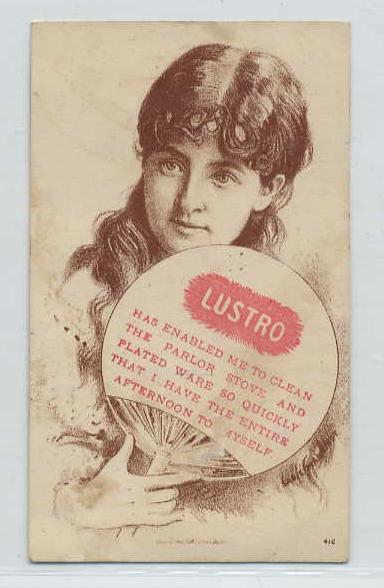 LUSTRO
HAS ENABLED ME TO CLEAN
THE PARLOR STOVE AND
PLATED WARE SO QUICKLY
THAT I HAVE THE ENTIRE
AFTERNOON TO MYSELF
416